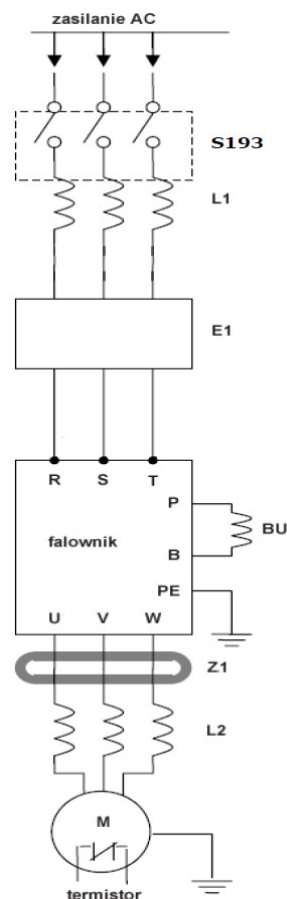 zasilanie AC
S193
L1
E1
R S T
P
falownik
BU
B
PE
U V W
Z1
L2
M
termistor